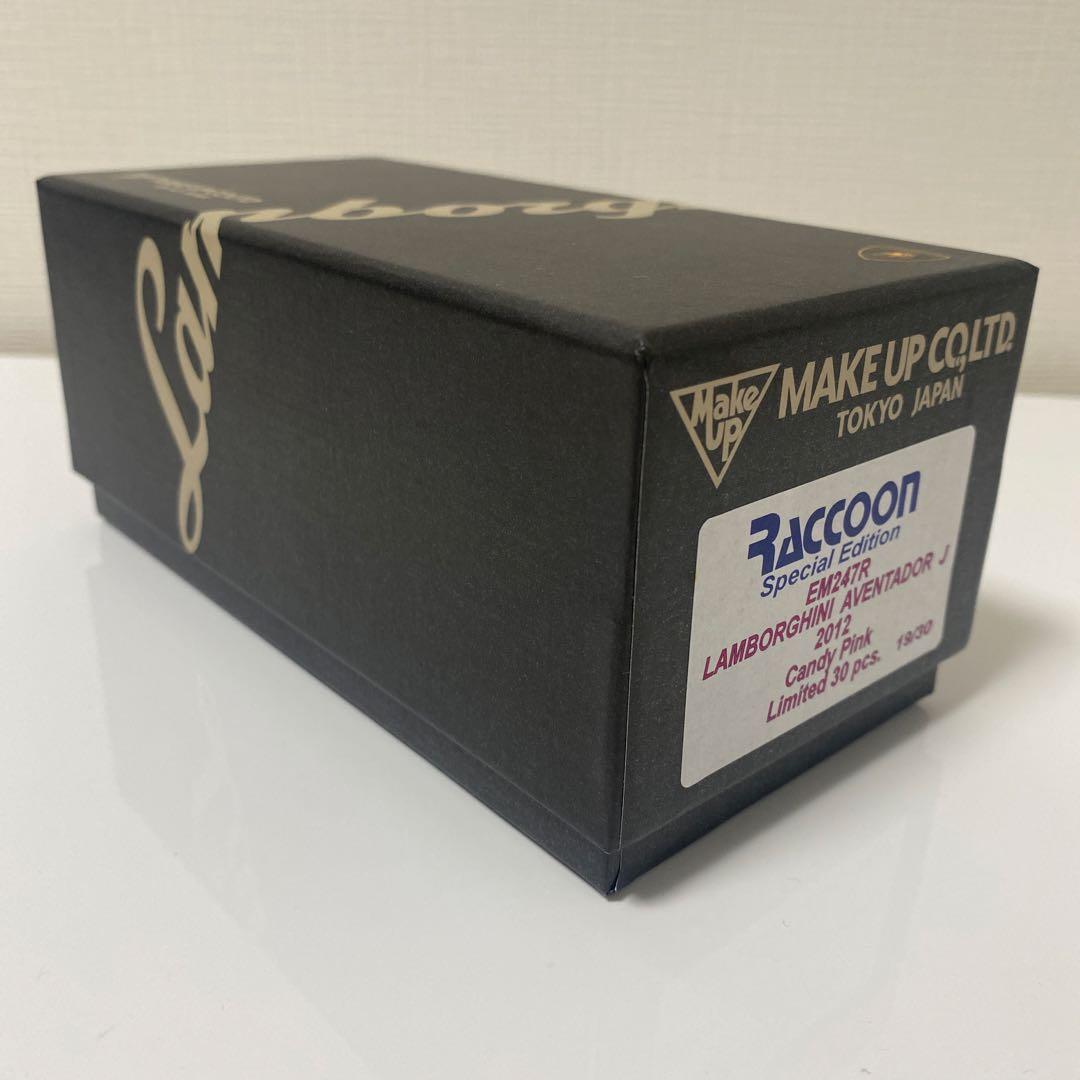 Lamborg
Make
UP
MAKE UP CO.,LTD.
TOKYO JAPAN
RACCOON
Special Edition
EM247R
LAMBORGHINI AVENTADOR J
2012
Candy Pink
Limited 30 pcs. 19/30